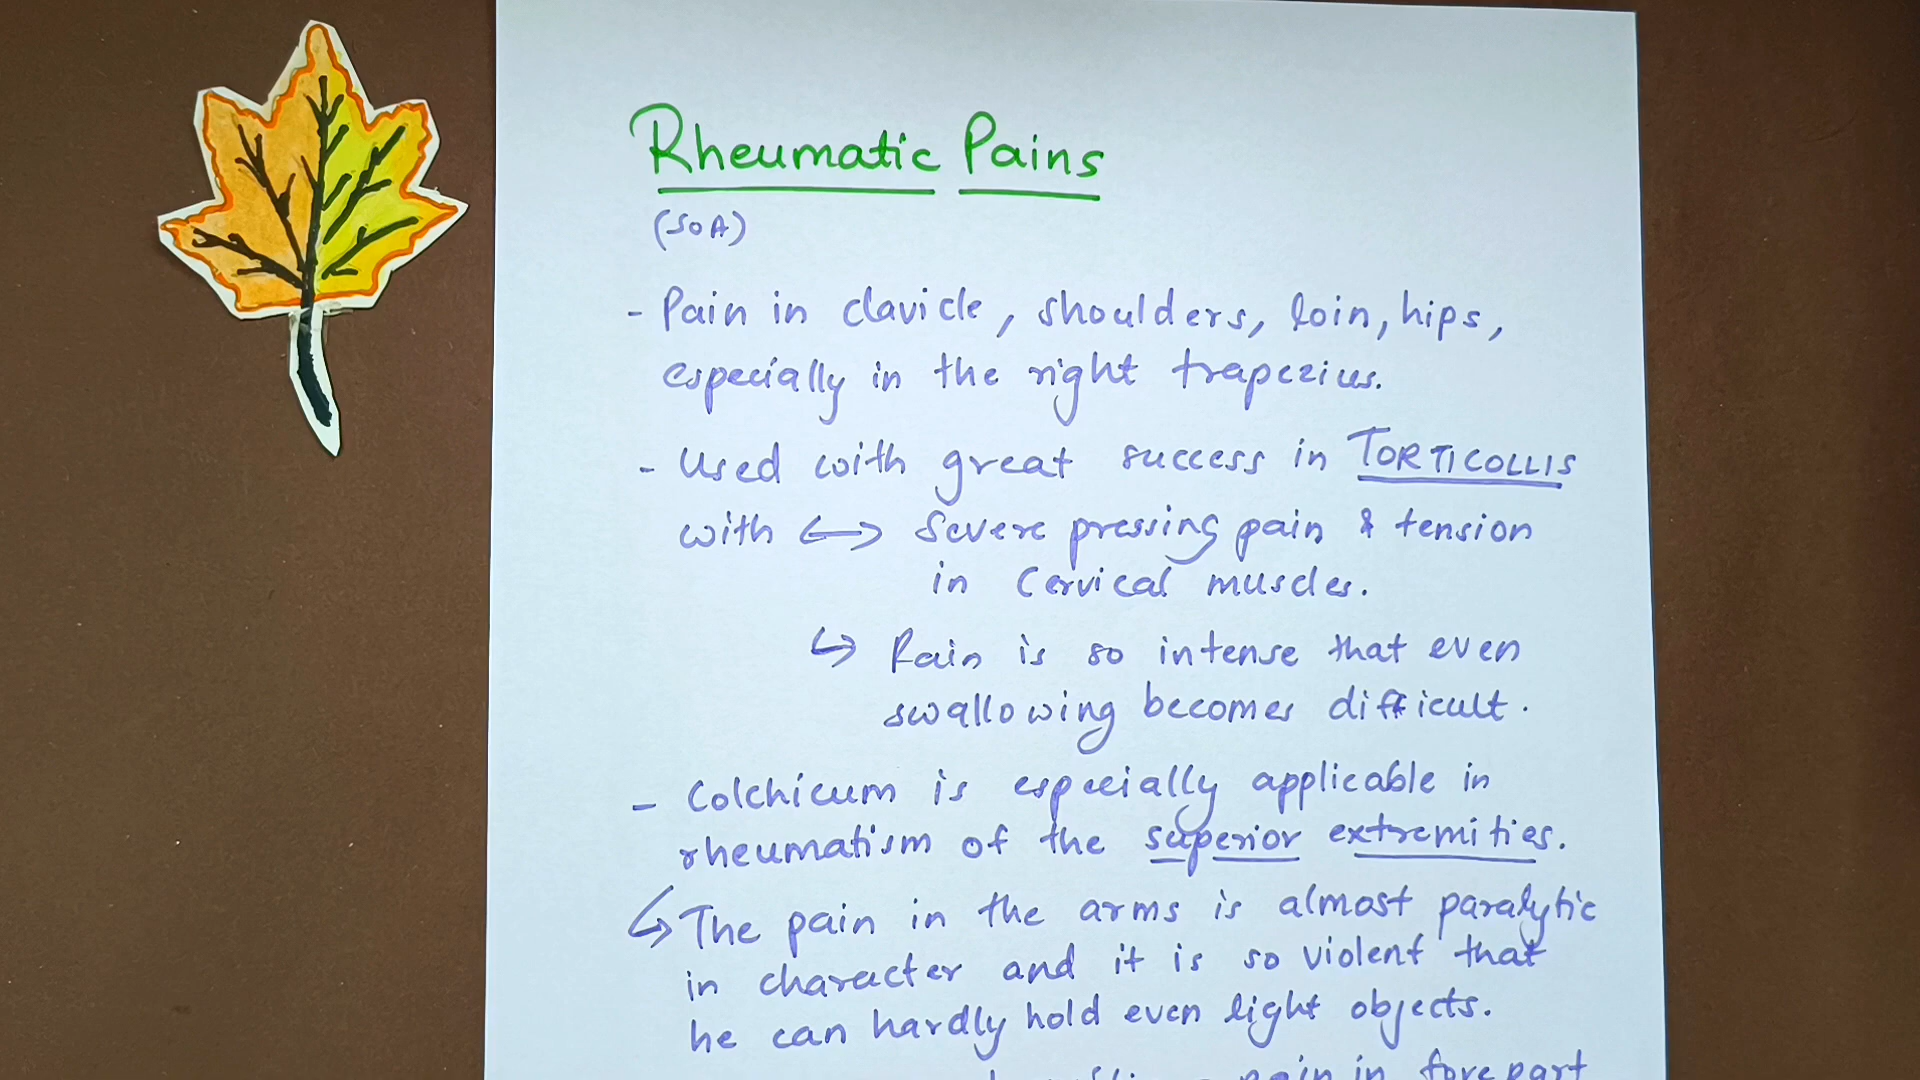 Rheumatic Pains
(SOA)
- Pain in clavicle, shoulders, loin, hips,
especially in the right trapezius.
- Used with great success in TORTICOLLIS
with ↪ Severe pressing pain & tension
in cervical muscles.
↪ Pain is so intense that even
swallowing becomes difficult.
- Colchicum is especially applicable in
rheumatism of the superior extremities.
↪ The pain in the arms is almost paralytic
in character and it is so violent that
he can hardly hold even light objects.
pain in forepart